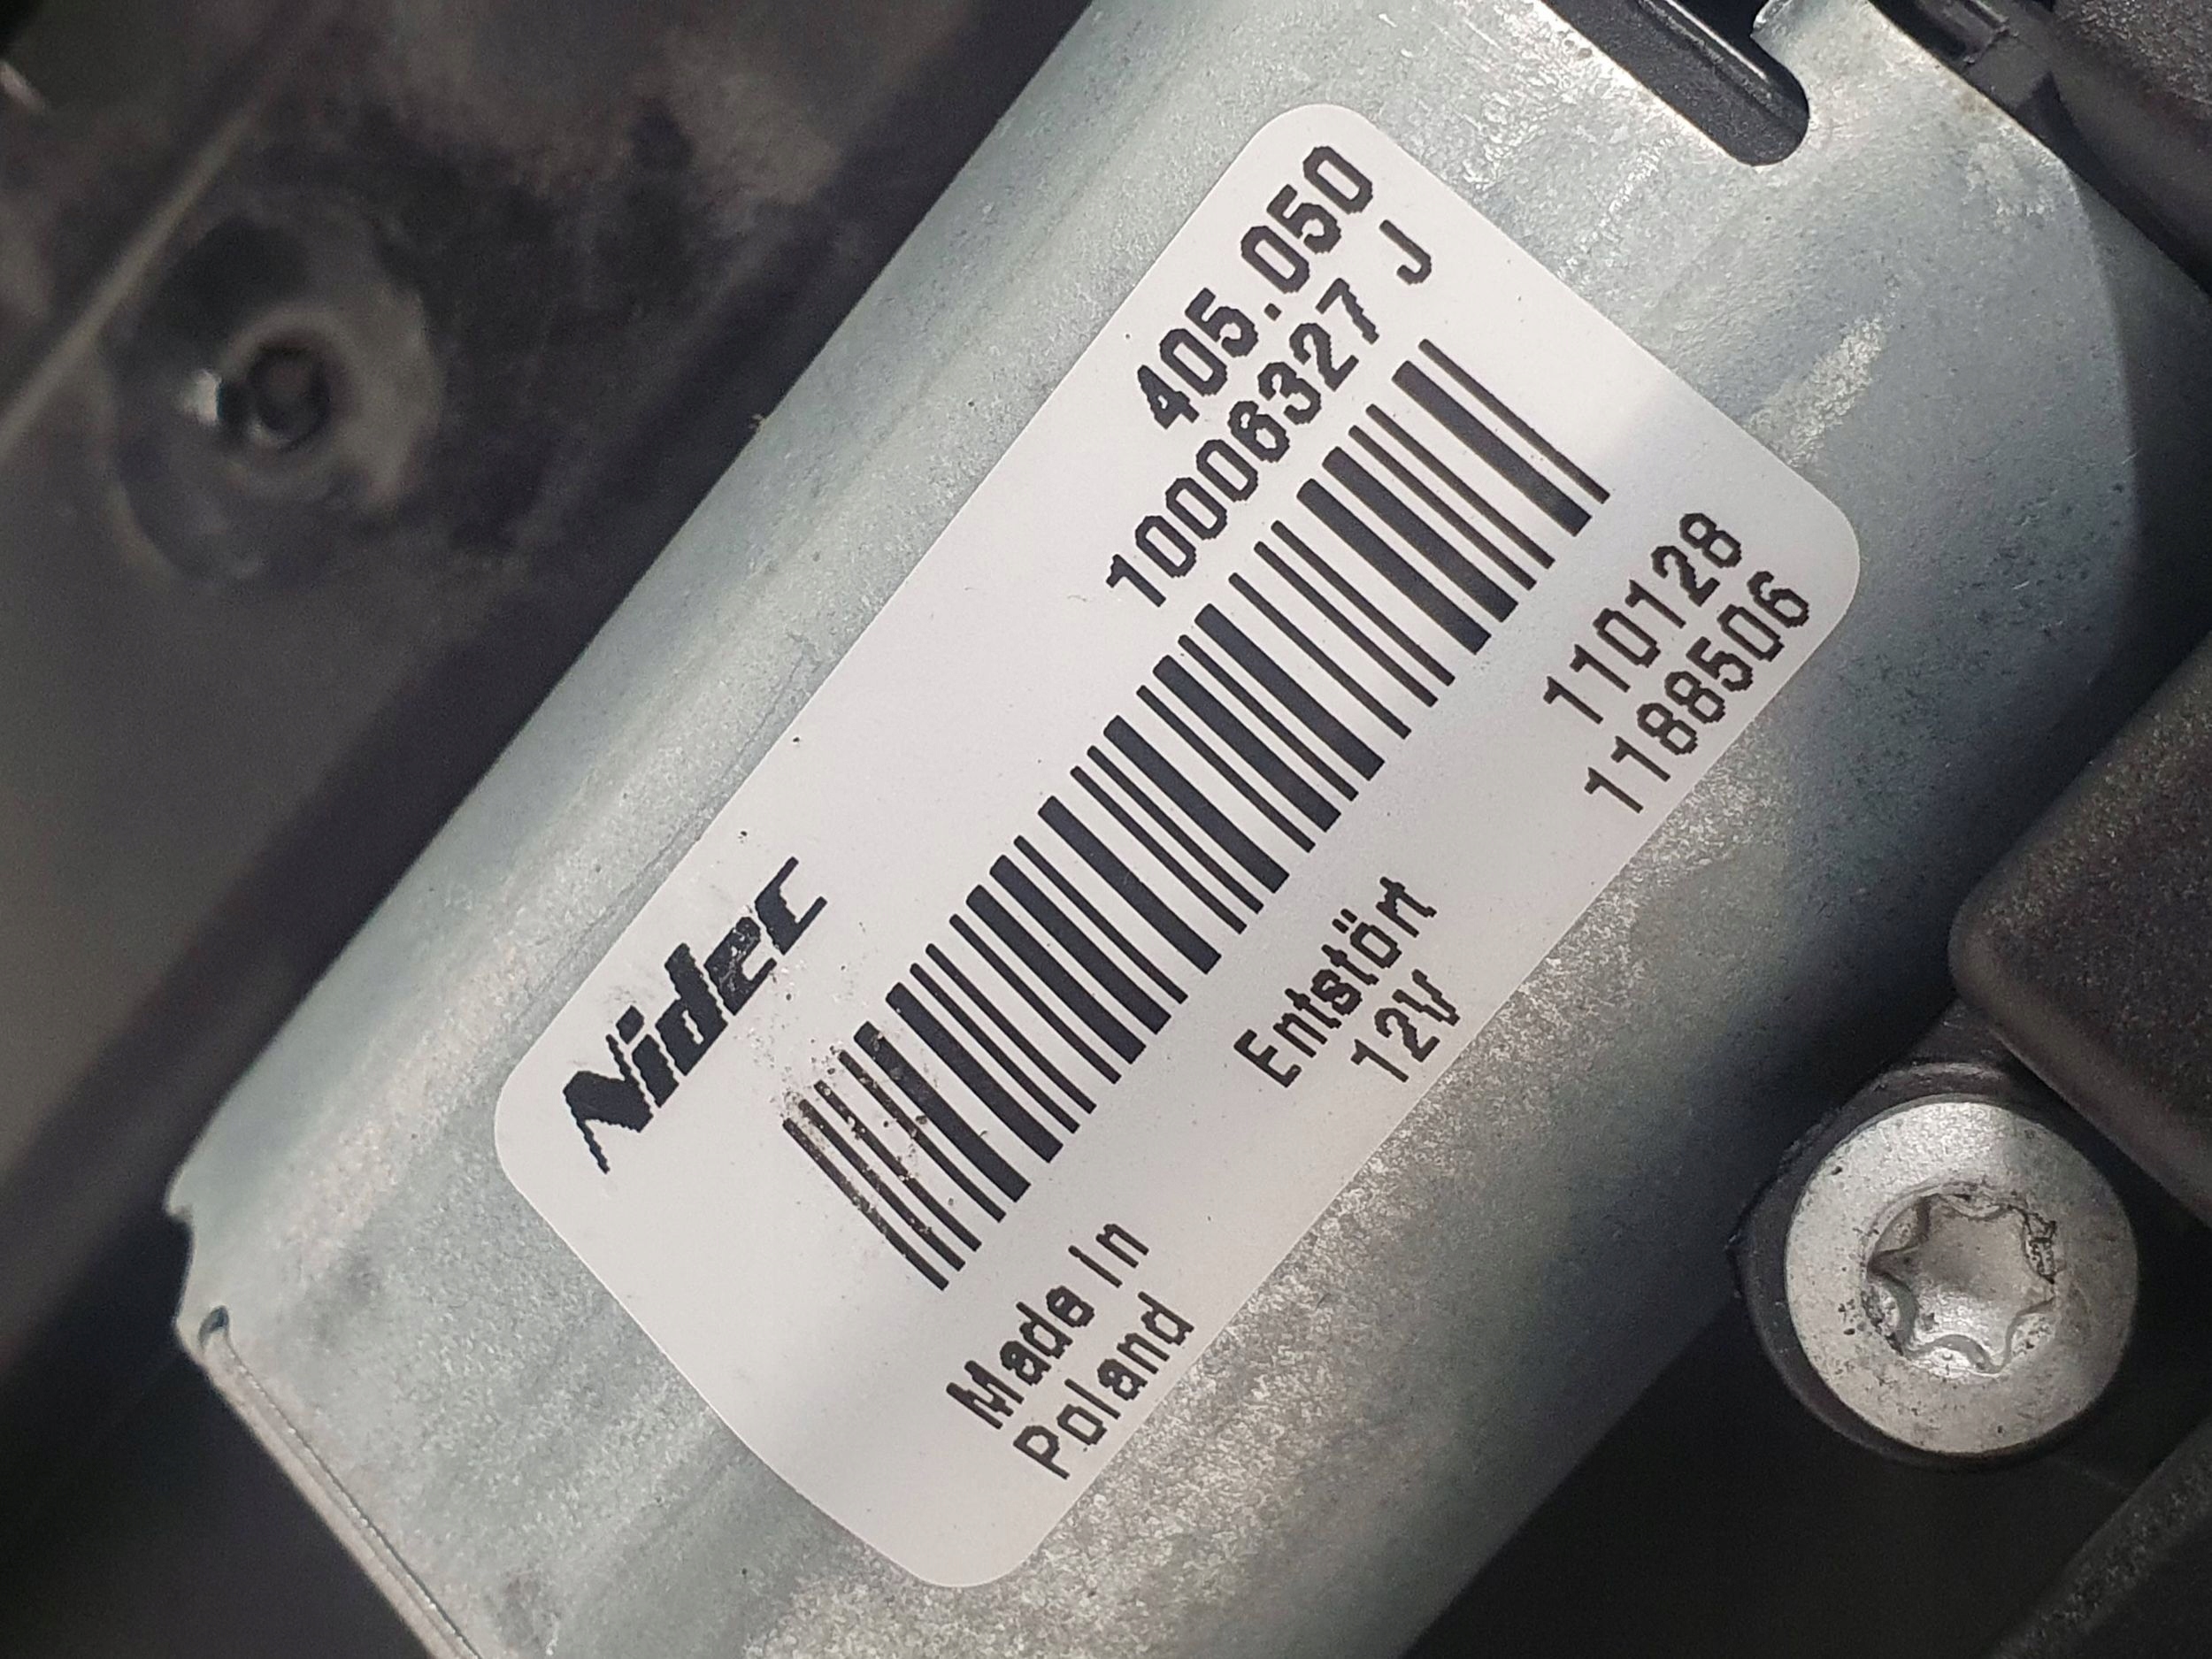 405.050
Nidec
10006327 J
110128
1188506
Entstört
12V
Made In
Poland